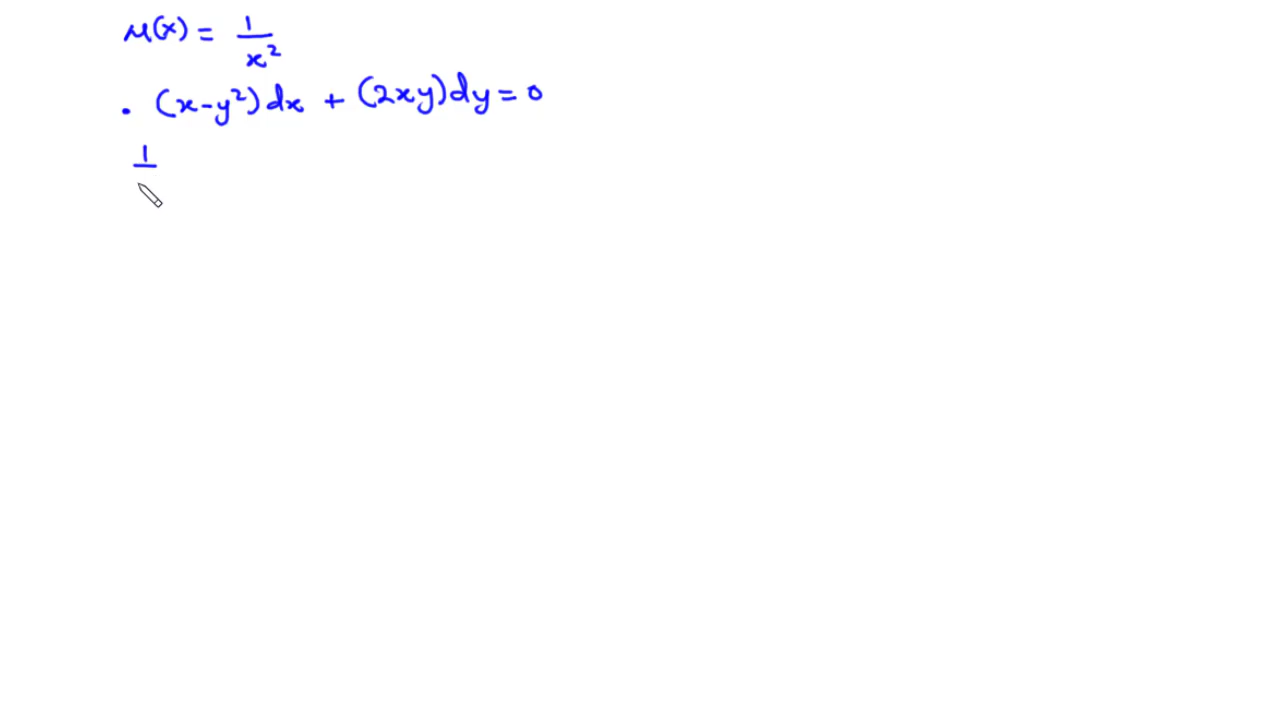 μ(x) = 1/x²
. (x-y²)dx + (2xy)dy = 0
1